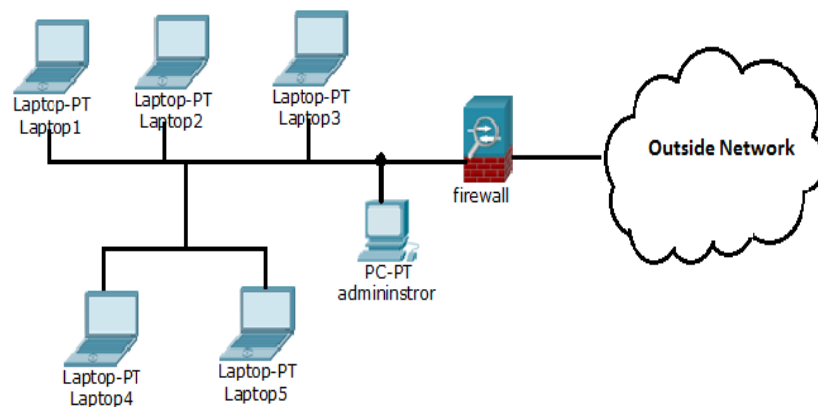 Laptop-PT
Laptop1
Laptop-PT
Laptop2
Laptop-PT
Laptop3
Outside Network
firewall
PC-PT
admininstror
Laptop-PT
Laptop4
Laptop-PT
Laptop5